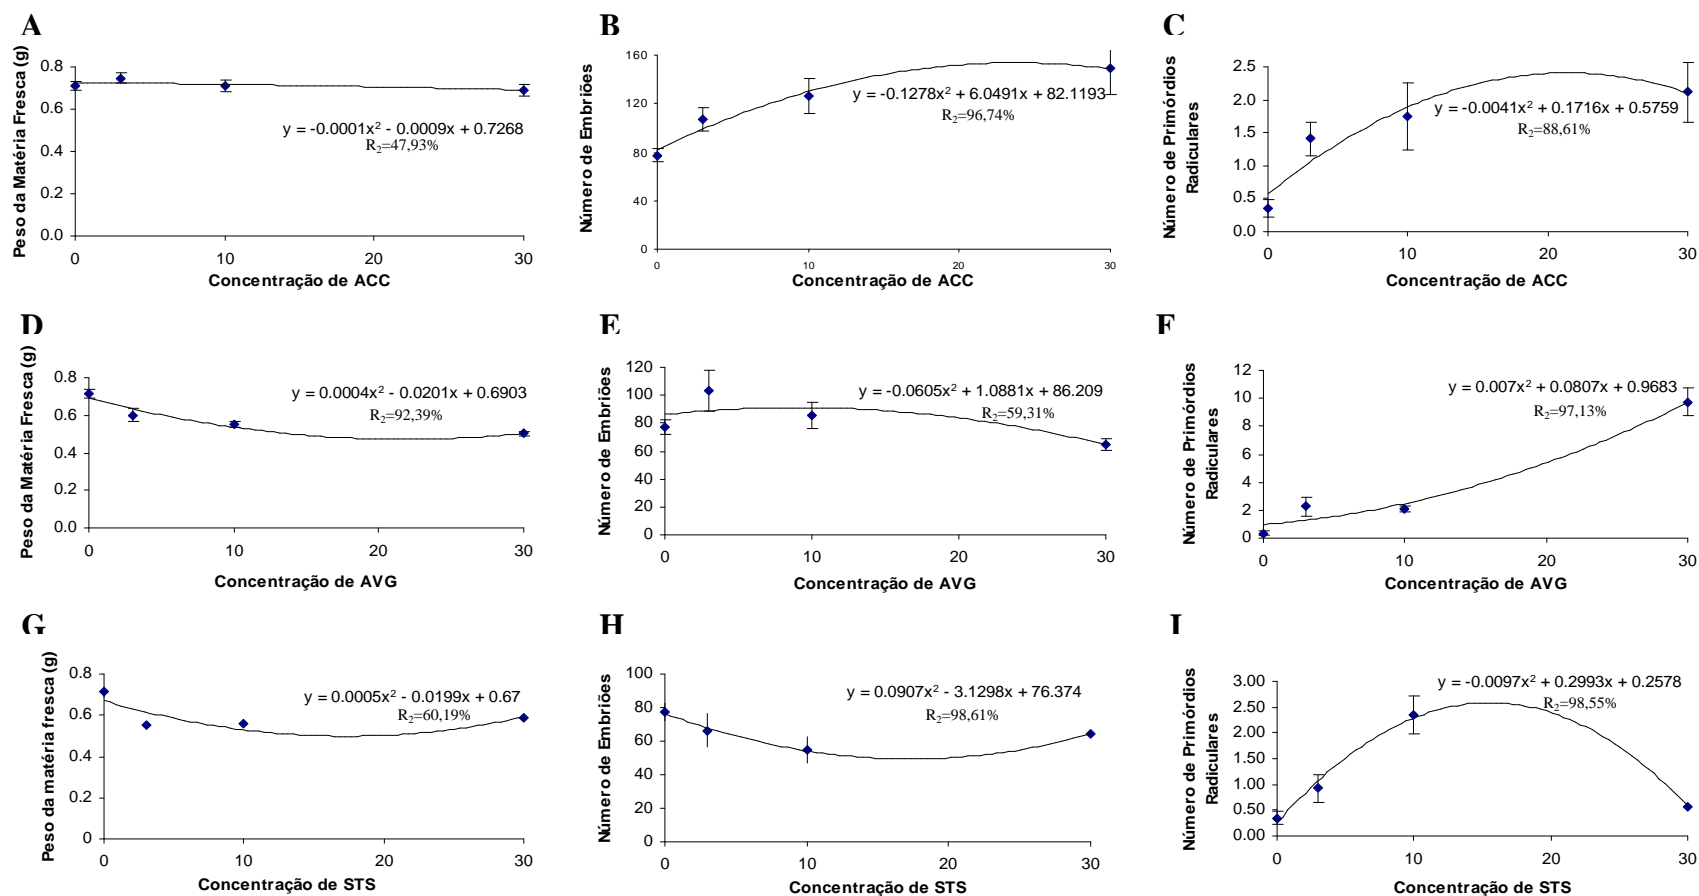 A
Peso da Matéria Fresca (g)
0.8
0.6
0.4
0.2
0.0
y = -0.0001x² - 0.0009x + 0.7268
R₂=47,93%
0 10 20 30
Concentração de ACC
B
Número de Embriões
160
120
80
40
0
y = -0.1278x² + 6.0491x + 82.1193
R₂=96,74%
0 10 20 30
Concentração de ACC
C
Número de Primórdios
Radiculares
2.5
2.0
1.5
1.0
0.5
0.0
y = -0.0041x² + 0.1716x + 0.5759
R₂=88,61%
0 10 20 30
Concentração de ACC
D
Peso da Matéria Fresca (g)
0.8
0.6
0.4
0.2
0.0
y = 0.0004x² - 0.0201x + 0.6903
R₂=92,39%
0 10 20 30
Concentração de AVG
E
Número de Embriões
120
100
80
60
40
20
0
y = -0.0605x² + 1.0881x + 86.209
R₂=59,31%
0 10 20 30
Concentração de AVG
F
Número de Primórdios
Radiculares
12
10
8
6
4
2
0
y = 0.007x² + 0.0807x + 0.9683
R₂=97,13%
0 10 20 30
Concentração de AVG
G
Peso da matéria fresca (g)
0.8
0.6
0.4
0.2
0
y = 0.0005x² - 0.0199x + 0.67
R₂=60,19%
0 10 20 30
Concentração de STS
H
Número de Embriões
100
80
60
40
20
0
y = 0.0907x² - 3.1298x + 76.374
R₂=98,61%
0 10 20 30
Concentração de STS
I
Número de Primórdios
Radiculares
3.00
2.50
2.00
1.50
1.00
0.50
0.00
y = -0.0097x² + 0.2993x + 0.2578
R₂=98,55%
0 10 20 30
Concentração de STS